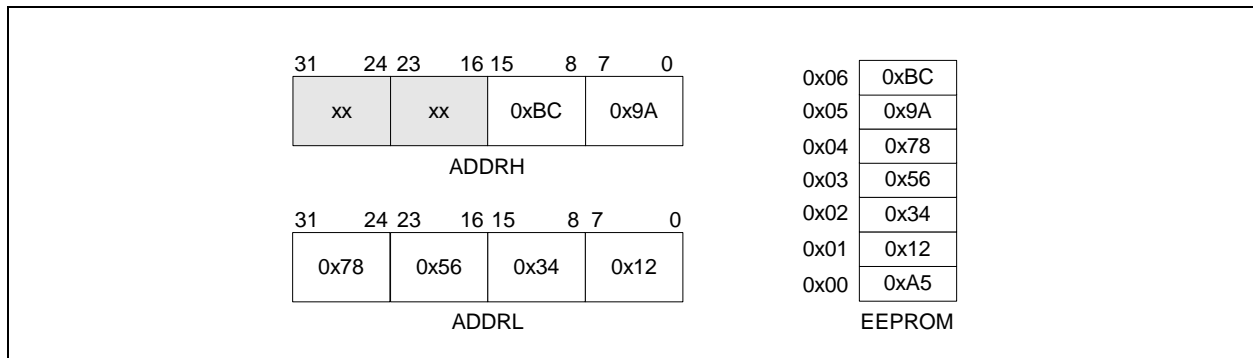 31 24 23 16 15 8 7 0
xx xx 0xBC 0x9A
ADDRH
31 24 23 16 15 8 7 0
0x78 0x56 0x34 0x12
ADDRL
0x06 0xBC
0x05 0x9A
0x04 0x78
0x03 0x56
0x02 0x34
0x01 0x12
0x00 0xA5
EEPROM